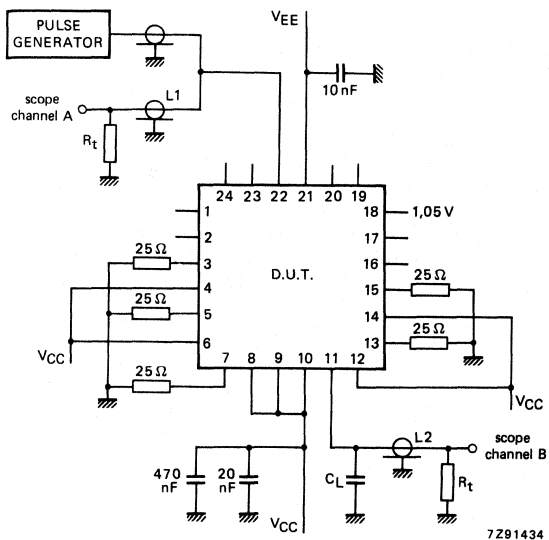 PULSE
GENERATOR
VEE
10 nF
scope
channel A
L1
Rt
24 23 22 21 20 19
1
2
3
4
5
6
18
17
16
15
14
13
1,05 V
D.U.T.
25 Ω
25 Ω
25 Ω
25 Ω
25 Ω
VCC
VCC
7 8 9 10 11 12
470
nF
20
nF
VCC
CL
L2
scope
channel B
Rt
7Z91434